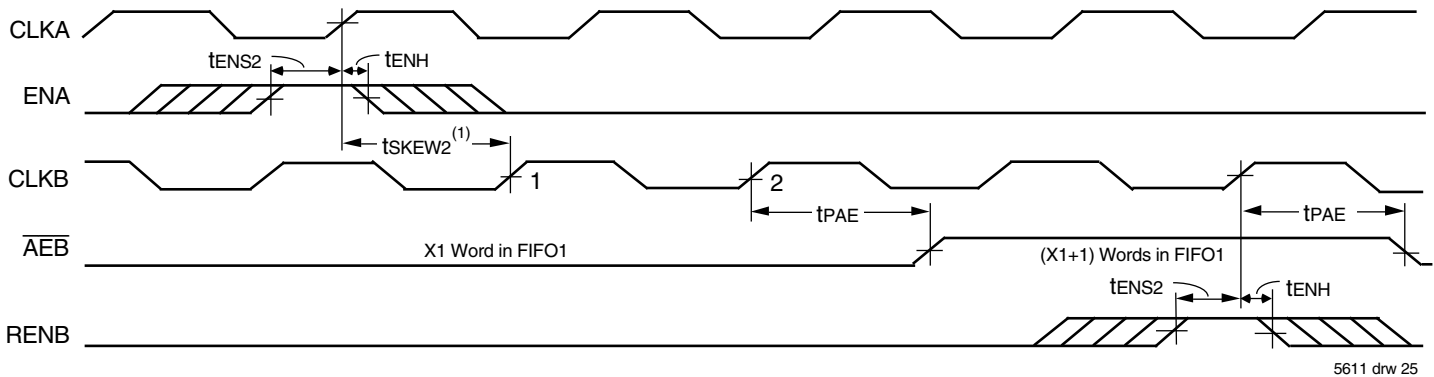 CLKA
tENS2 tENH
ENA
tSKEW2(1)
CLKB 1 2
tPAE tPAE
AEB X1 Word in FIFO1 (X1+1) Words in FIFO1
tENS2 tENH
RENB
5611 drw 25